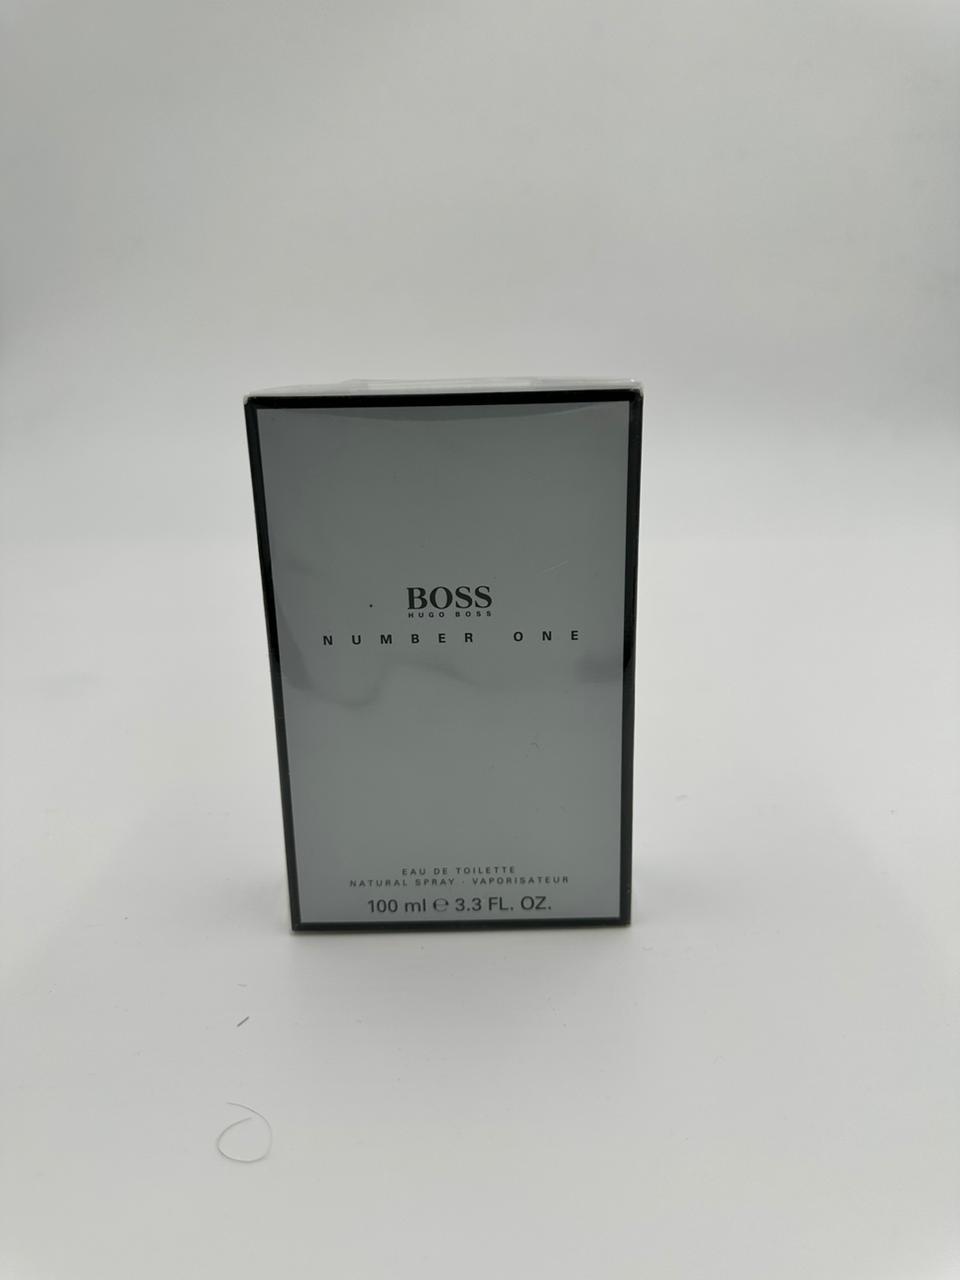 BOSS
HUGO BOSS
NUMBER ONE
EAU DE TOILETTE
NATURAL SPRAY · VAPORISATEUR
100 ml ℮ 3.3 FL. OZ.